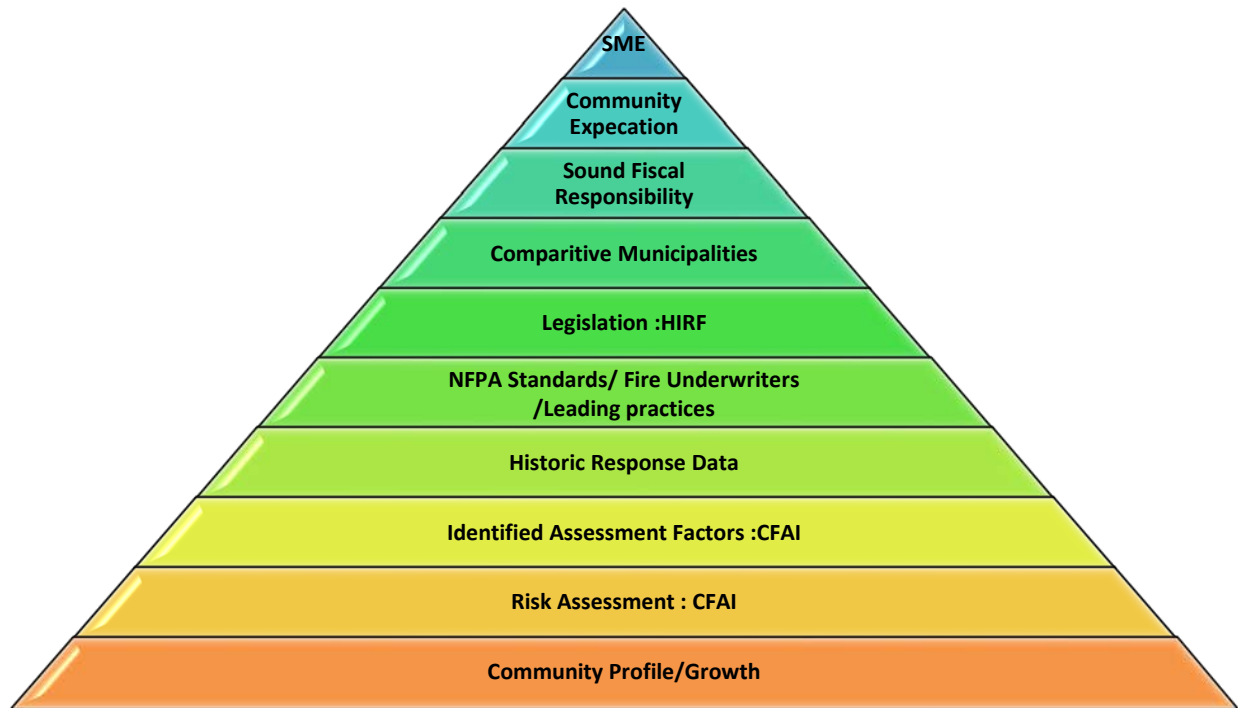 SME
Community
Expecation
Sound Fiscal
Responsibility
Comparitive Municipalities
Legislation :HIRF
NFPA Standards/ Fire Underwriters
/Leading practices
Historic Response Data
Identified Assessment Factors :CFAI
Risk Assessment : CFAI
Community Profile/Growth